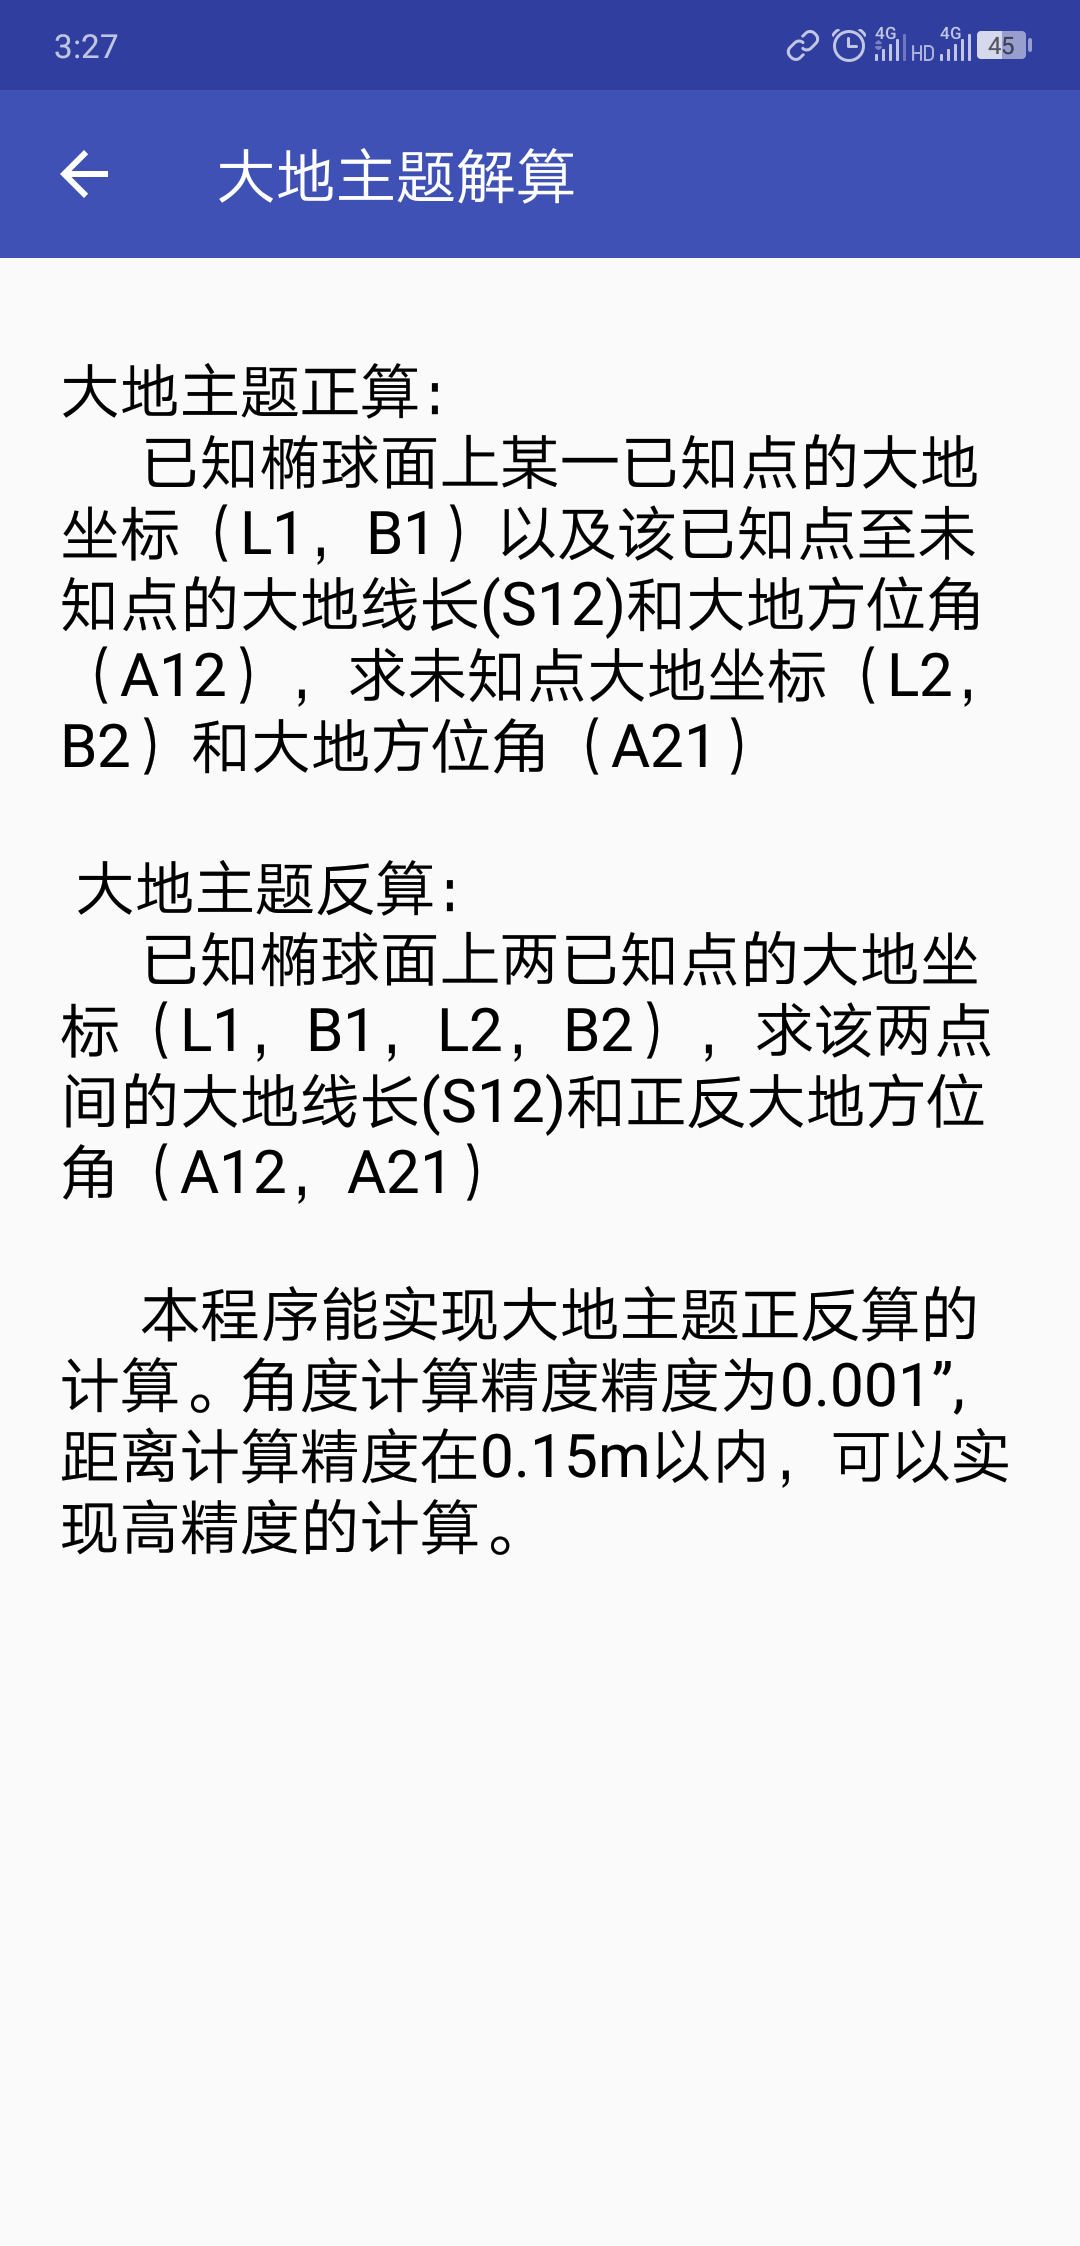 3:27
4G HD 4G 45
大地主题解算
大地主题正算：
已知椭球面上某一已知点的大地
坐标（L1，B1）以及该已知点至未
知点的大地线长(S12)和大地方位角
（A12），求未知点大地坐标（L2，
B2）和大地方位角（A21）
大地主题反算：
已知椭球面上两已知点的大地坐
标（L1，B1，L2，B2），求该两点
间的大地线长(S12)和正反大地方位
角（A12，A21）
本程序能实现大地主题正反算的
计算。角度计算精度精度为0.001”,
距离计算精度在0.15m以内，可以实
现高精度的计算。